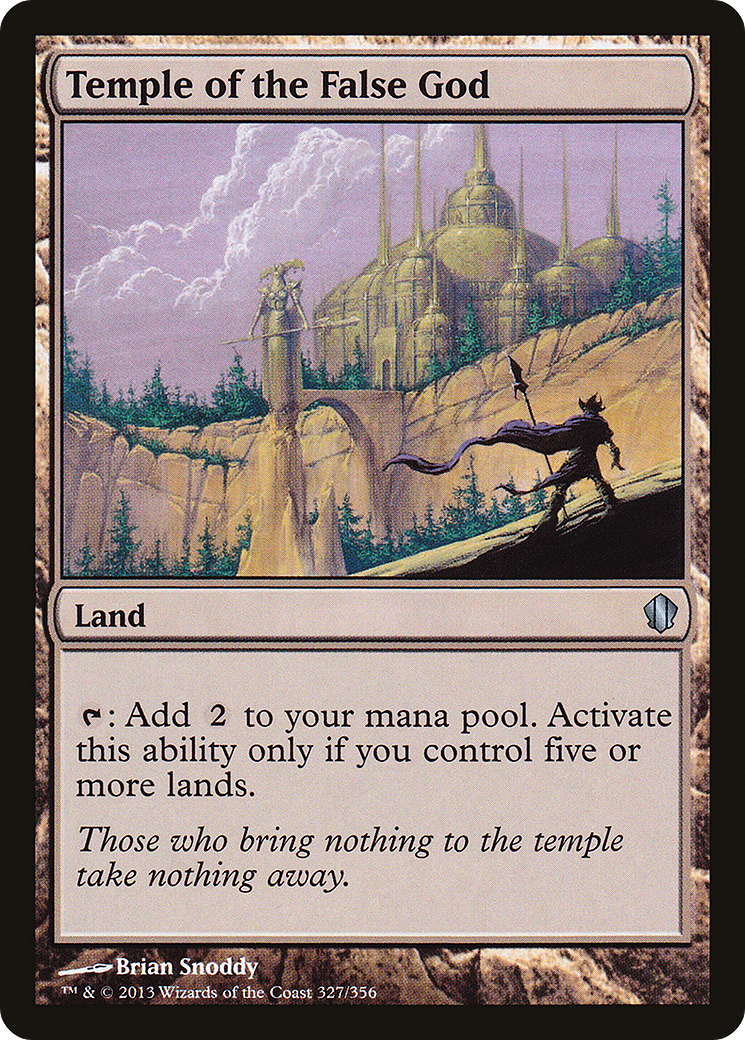 Temple of the False God
Land
: Add 2 to your mana pool. Activate
this ability only if you control five or
more lands.
Those who bring nothing to the temple
take nothing away.
Brian Snoddy
™ & © 2013 Wizards of the Coast 327/356